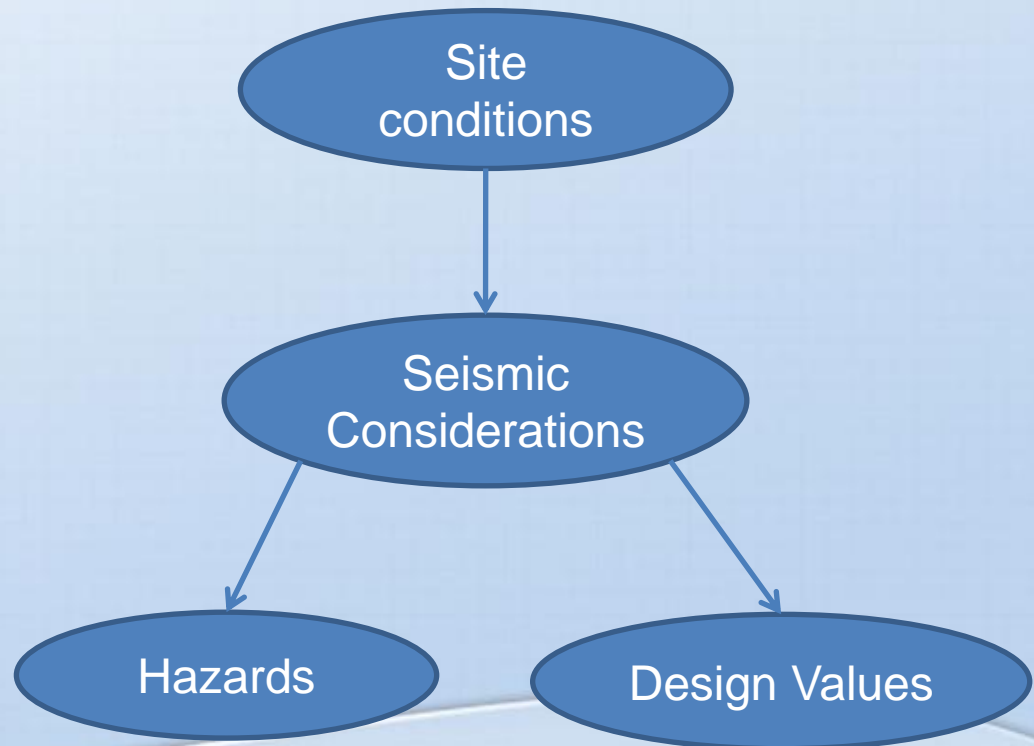 Site
conditions
Seismic
Considerations
Hazards
Design Values